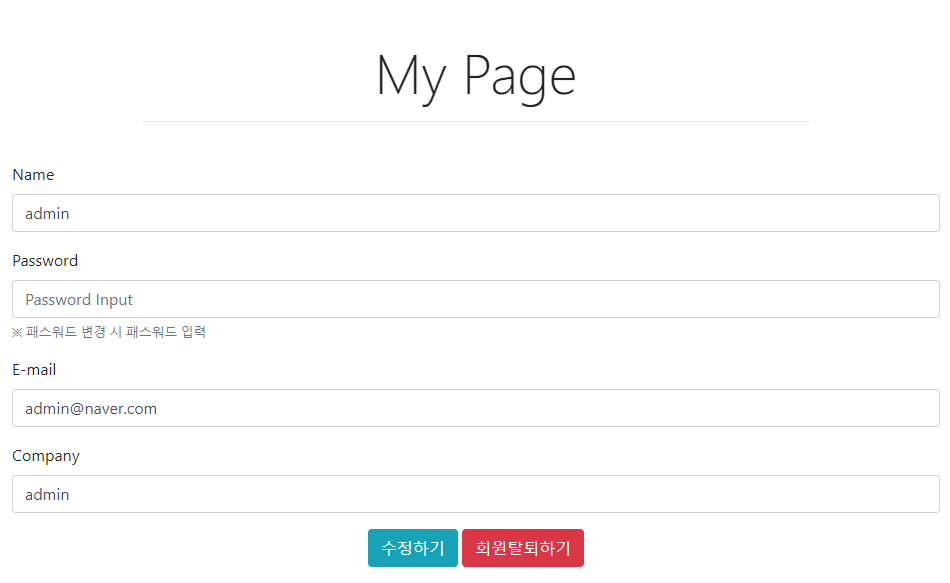 My Page
Name
admin
Password
Password Input
※ 패스워드 변경 시 패스워드 입력
E-mail
admin@naver.com
Company
admin
수정하기 회원탈퇴하기